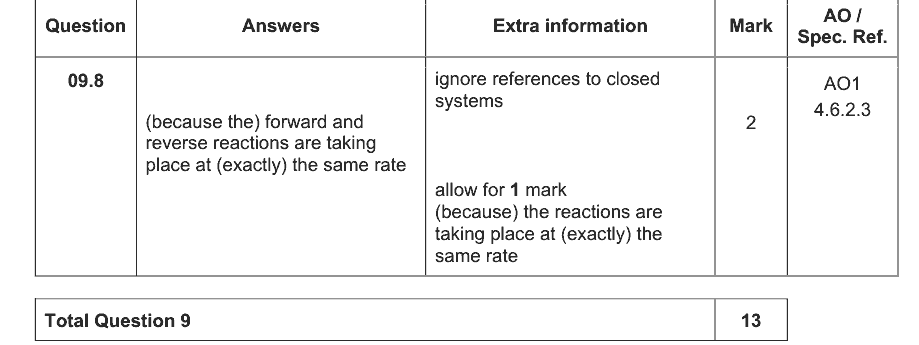 Question Answers Extra information Mark AO /
Spec. Ref.
09.8 ignore references to closed AO1
systems 4.6.2.3
(because the) forward and 2
reverse reactions are taking
place at (exactly) the same rate
allow for 1 mark
(because) the reactions are
taking place at (exactly) the
same rate
Total Question 9 13